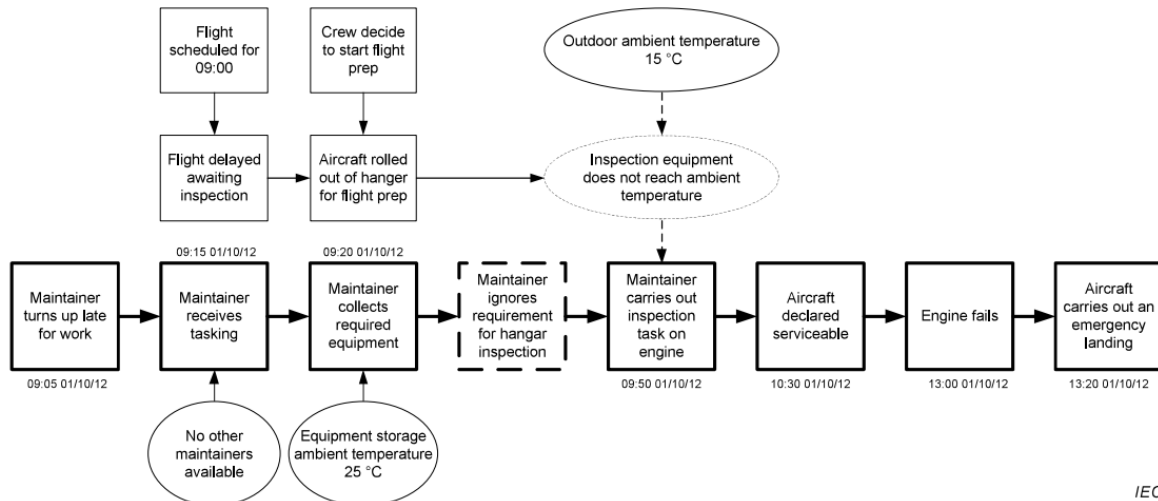 Flight
scheduled for
09:00
Crew decide
to start flight
prep
Outdoor ambient temperature
15 °C
Flight delayed
awaiting
inspection
Aircraft rolled
out of hanger
for flight prep
Inspection equipment
does not reach ambient
temperature
09:15 01/10/12
09:20 01/10/12
Maintainer
turns up late
for work
Maintainer
receives
tasking
Maintainer
collects
required
equipment
Maintainer
ignores
requirement
for hangar
inspection
Maintainer
carries out
inspection
task on
engine
Aircraft
declared
serviceable
Engine fails
Aircraft
carries out an
emergency
landing
09:05 01/10/12
09:50 01/10/12
10:30 01/10/12
13:00 01/10/12
13:20 01/10/12
No other
maintainers
available
Equipment storage
ambient temperature
25 °C
IEC